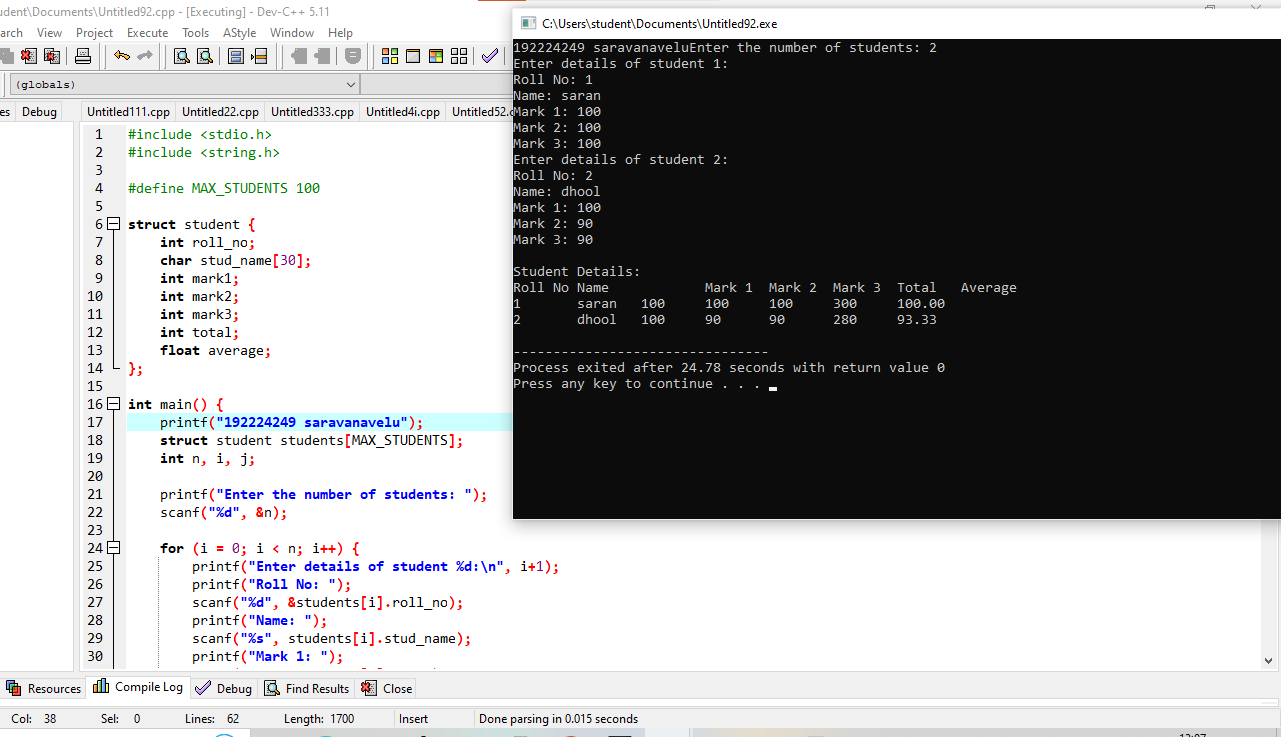 udent\Documents\Untitled92.cpp - [Executing] - Dev-C++ 5.11
arch View Project Execute Tools AStyle Window Help
(globals)
es Debug
Untitled111.cpp Untitled22.cpp Untitled333.cpp Untitled4i.cpp Untitled52.c
1 #include <stdio.h>
2 #include <string.h>
3
4 #define MAX_STUDENTS 100
5
6 struct student {
7 int roll_no;
8 char stud_name[30];
9 int mark1;
10 int mark2;
11 int mark3;
12 int total;
13 float average;
14 };
15
16 int main() {
17 printf("192224249 saravanavelu");
18 struct student students[MAX_STUDENTS];
19 int n, i, j;
20
21 printf("Enter the number of students: ");
22 scanf("%d", &n);
23
24 for (i = 0; i < n; i++) {
25 printf("Enter details of student %d:\n", i+1);
26 printf("Roll No: ");
27 scanf("%d", &students[i].roll_no);
28 printf("Name: ");
29 scanf("%s", students[i].stud_name);
30 printf("Mark 1: ");
C:\Users\student\Documents\Untitled92.exe
192224249 saravanaveluEnter the number of students: 2
Enter details of student 1:
Roll No: 1
Name: saran
Mark 1: 100
Mark 2: 100
Mark 3: 100
Enter details of student 2:
Roll No: 2
Name: dhool
Mark 1: 100
Mark 2: 90
Mark 3: 90
Student Details:
Roll No Name Mark 1 Mark 2 Mark 3 Total Average
1 saran 100 100 100 300 100.00
2 dhool 100 90 90 280 93.33
--------------------------------
Process exited after 24.78 seconds with return value 0
Press any key to continue . . .
Resources Compile Log Debug Find Results Close
Col: 38 Sel: 0 Lines: 62 Length: 1700 Insert Done parsing in 0.015 seconds